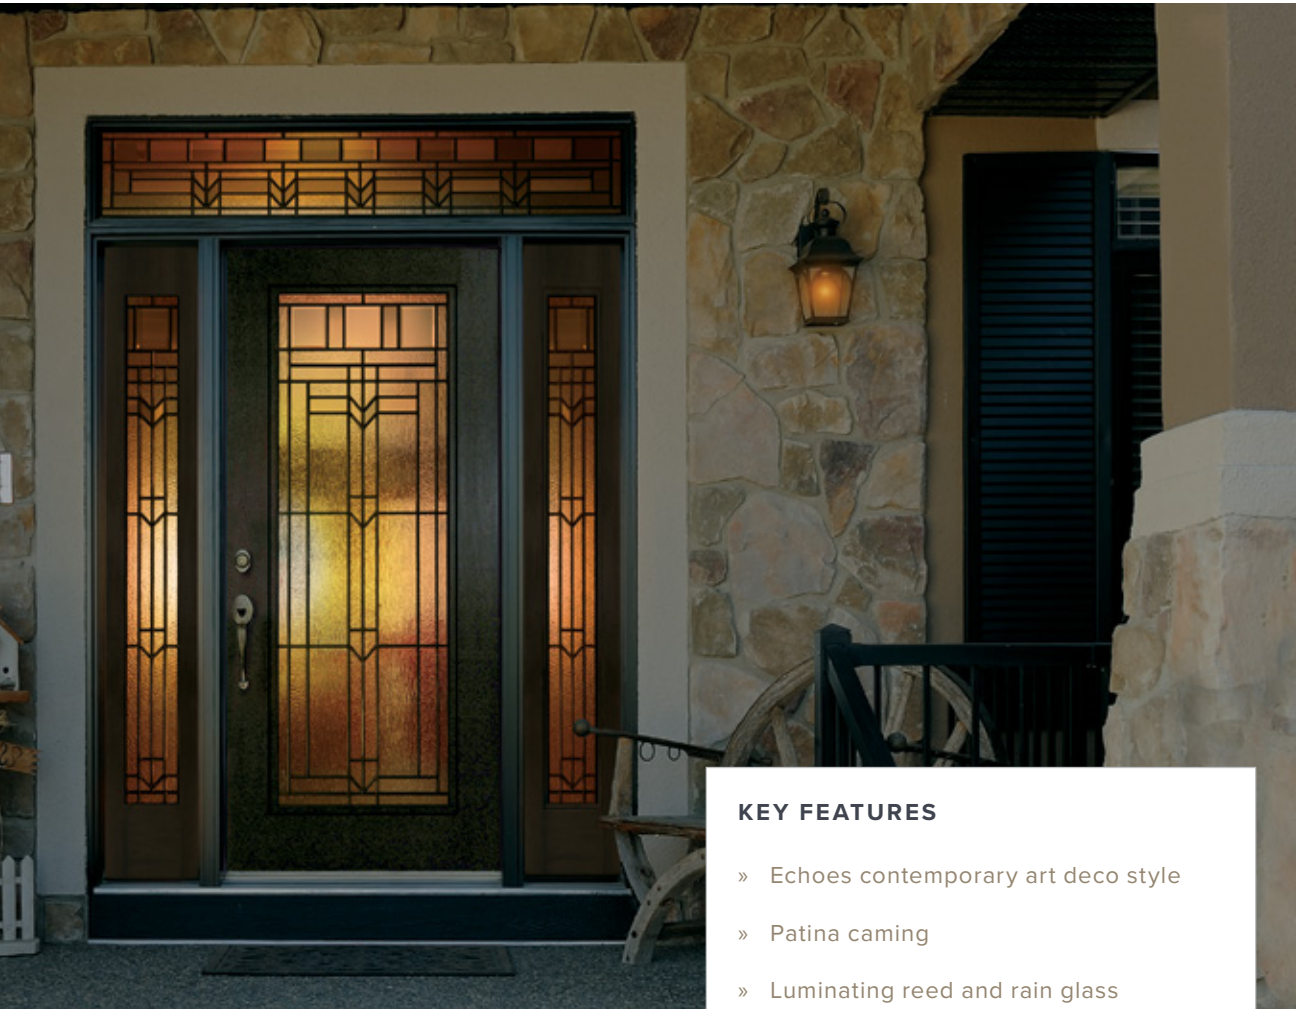 KEY FEATURES
» Echoes contemporary art deco style
» Patina caming
» Luminating reed and rain glass